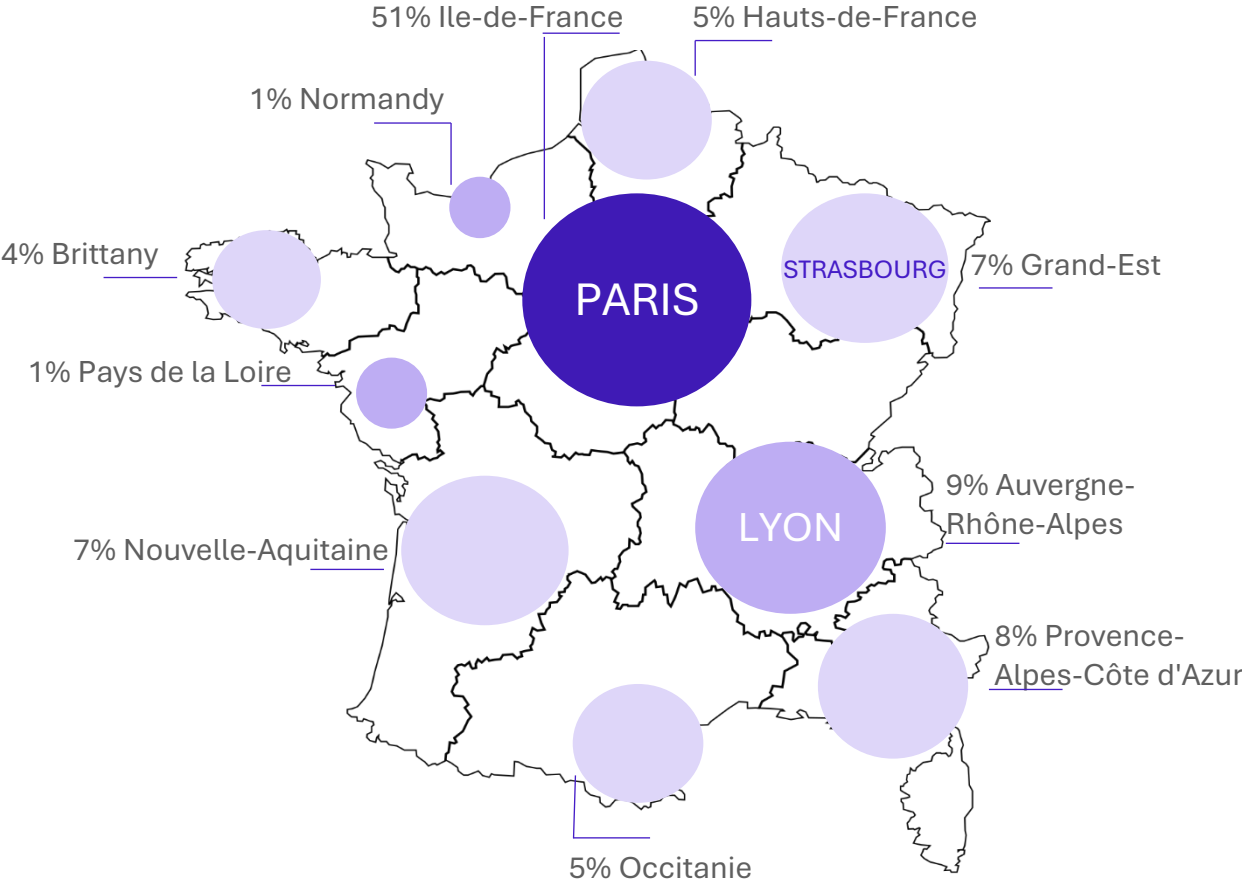 51% Ile-de-France
5% Hauts-de-France
1% Normandy
4% Brittany
STRASBOURG
7% Grand-Est
PARIS
1% Pays de la Loire
9% Auvergne-
Rhône-Alpes
LYON
7% Nouvelle-Aquitaine
8% Provence-
Alpes-Côte d'Azur
5% Occitanie